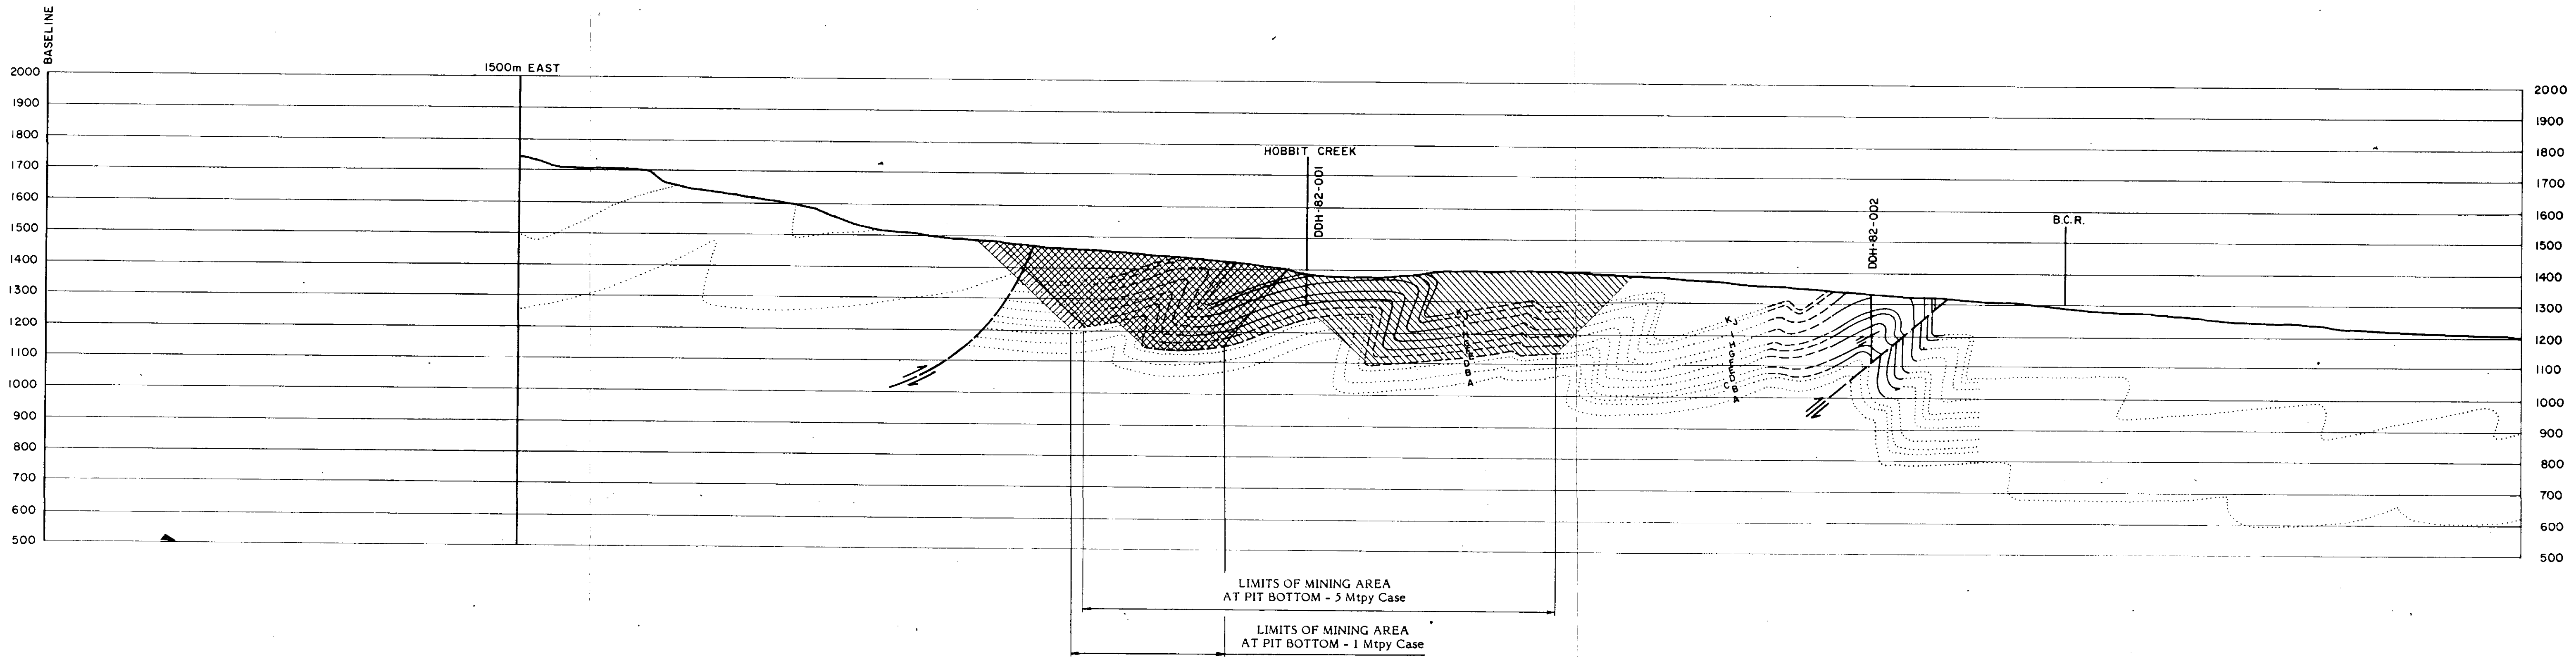 BASELINE
1500m EAST
2000
1900
1800
1700
1600
1500
1400
1300
1200
1100
1000
900
800
700
600
500
HOBBIT CREEK
DDH-82-001
DDH-82-002
B.C.R.
2000
1900
1800
1700
1600
1500
1400
1300
1200
1100
1000
900
800
700
600
500
K
J
I
H
G
E
D
B
A
K
J
I
H
G
E
D
C
B
A
LIMITS OF MINING AREA
AT PIT BOTTOM - 5 Mtpy Case
LIMITS OF MINING AREA
AT PIT BOTTOM - 1 Mtpy Case